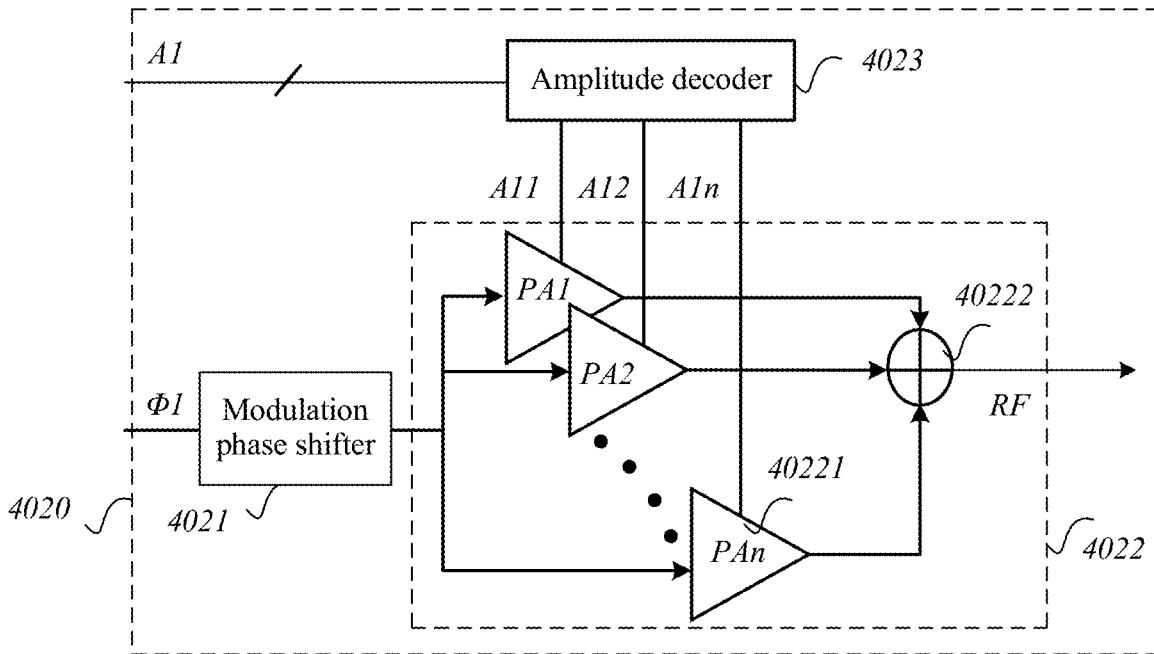 A1
Amplitude decoder
4023
A11
A12
A1n
PA1
40222
PA2
RF
Φ1
Modulation
phase shifter
40221
4020
4021
PAn
4022